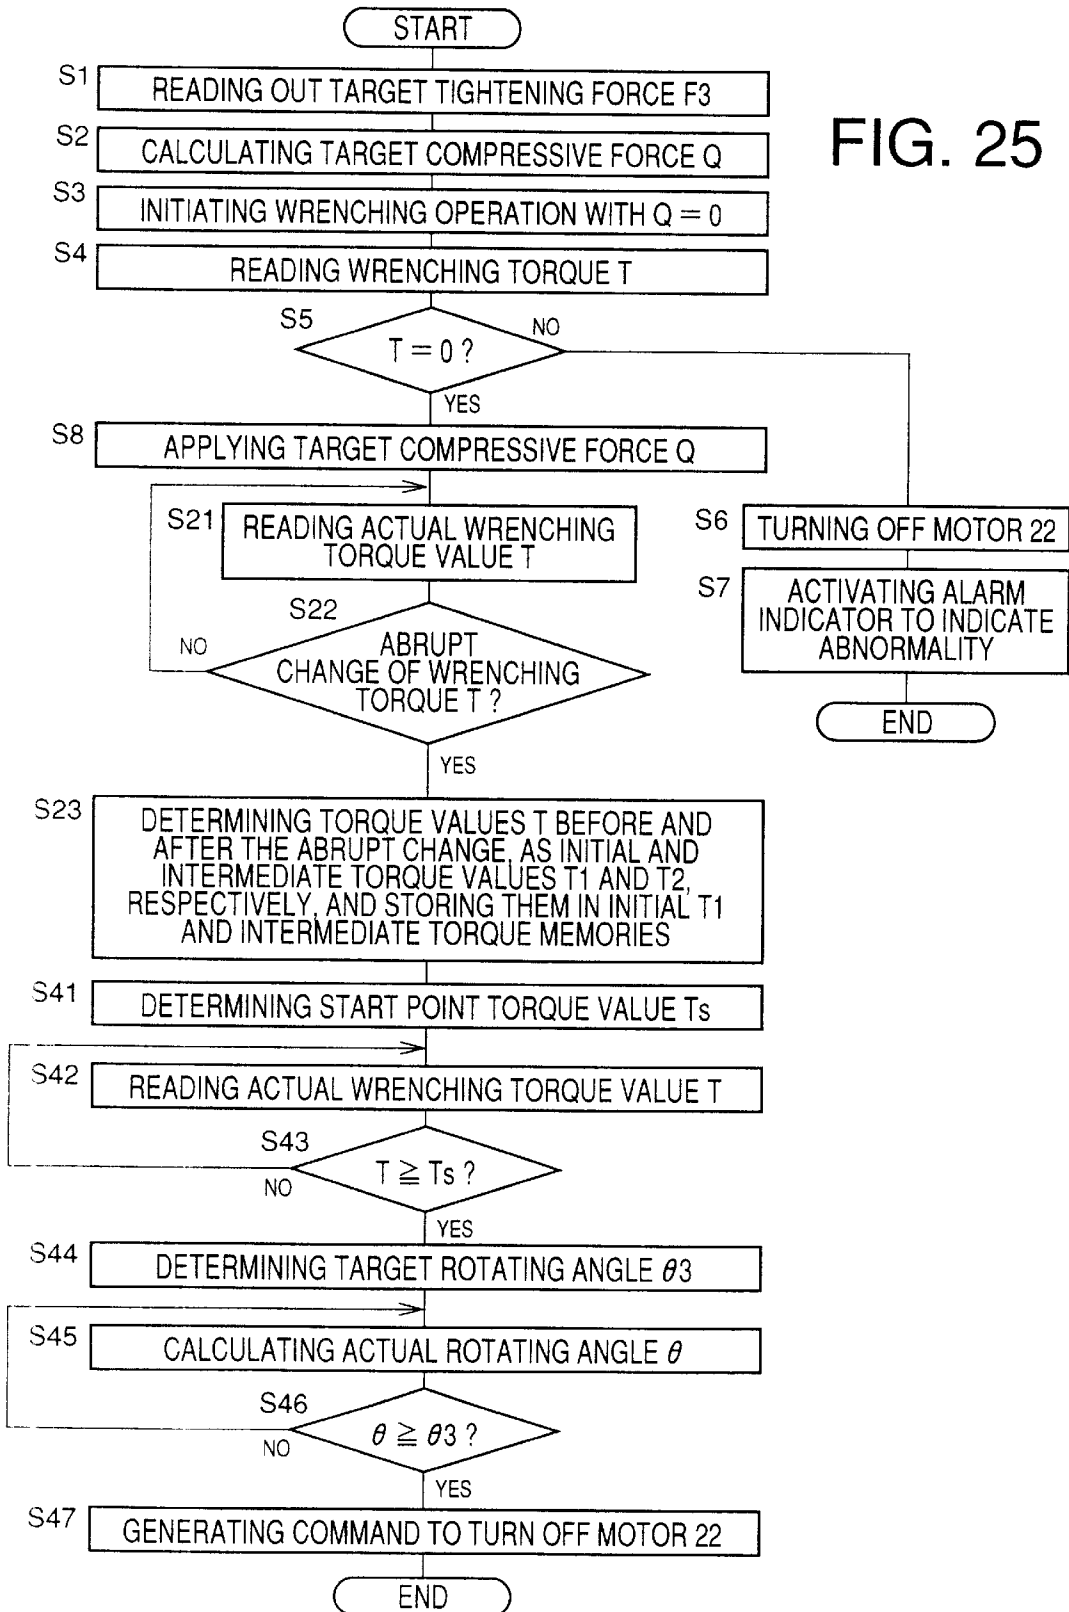 START
S1
READING OUT TARGET TIGHTENING FORCE F3
FIG. 25
S2
CALCULATING TARGET COMPRESSIVE FORCE Q
S3
INITIATING WRENCHING OPERATION WITH Q = 0
S4
READING WRENCHING TORQUE T
S5
T = 0 ?
NO
YES
S8
APPLYING TARGET COMPRESSIVE FORCE Q
S21
READING ACTUAL WRENCHING
TORQUE VALUE T
S6
TURNING OFF MOTOR 22
S7
ACTIVATING ALARM
INDICATOR TO INDICATE
ABNORMALITY
END
S22
ABRUPT
CHANGE OF WRENCHING
TORQUE T ?
NO
YES
S23
DETERMINING TORQUE VALUES T BEFORE AND
AFTER THE ABRUPT CHANGE, AS INITIAL AND
INTERMEDIATE TORQUE VALUES T1 AND T2,
RESPECTIVELY, AND STORING THEM IN INITIAL T1
AND INTERMEDIATE TORQUE MEMORIES
S41
DETERMINING START POINT TORQUE VALUE Ts
S42
READING ACTUAL WRENCHING TORQUE VALUE T
S43
T ≧ Ts ?
NO
YES
S44
DETERMINING TARGET ROTATING ANGLE θ3
S45
CALCULATING ACTUAL ROTATING ANGLE θ
S46
θ ≧ θ3 ?
NO
YES
S47
GENERATING COMMAND TO TURN OFF MOTOR 22
END